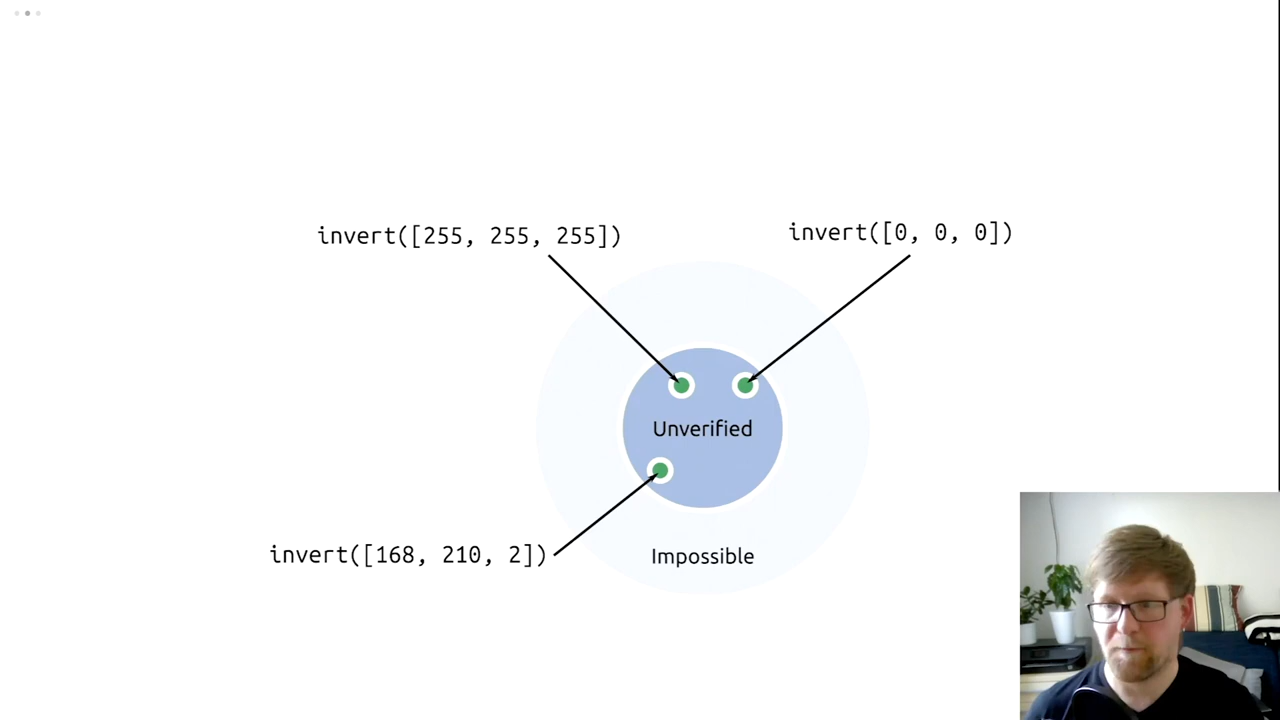 invert([255, 255, 255])
invert([0, 0, 0])
Unverified
invert([168, 210, 2])
Impossible